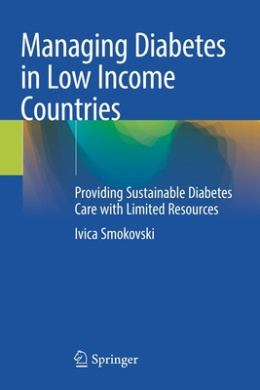 Managing Diabetes
in Low Income
Countries
Providing Sustainable Diabetes
Care with Limited Resources
Ivica Smokovski
Springer